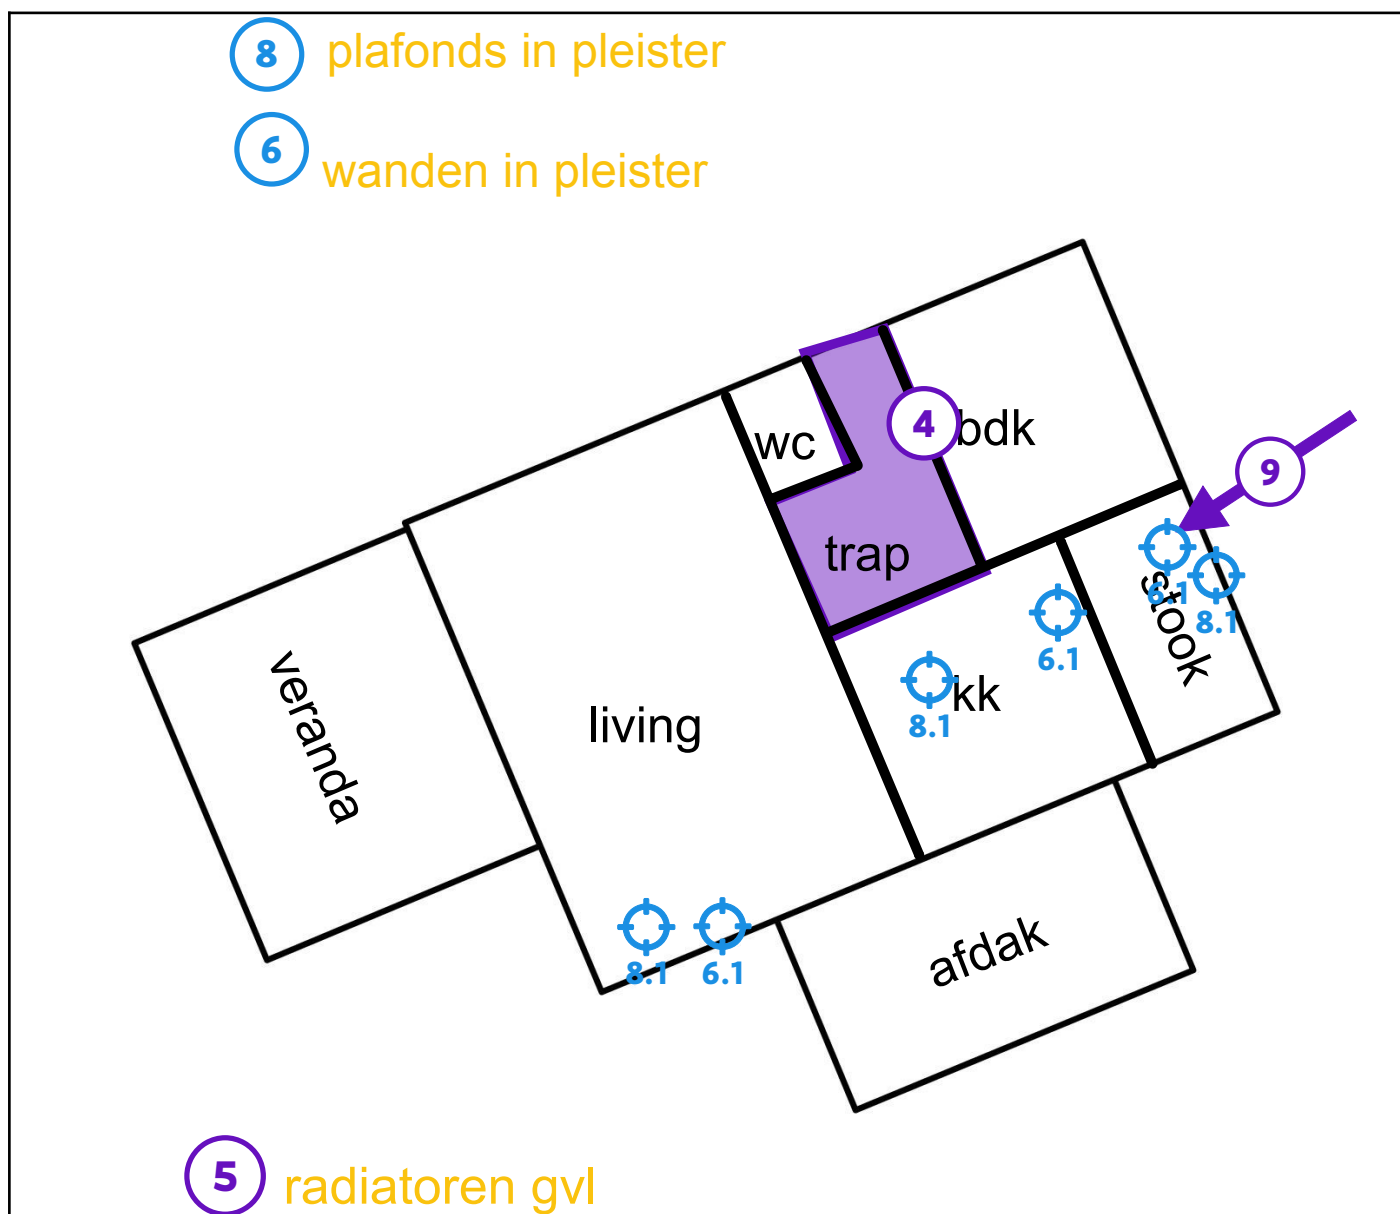 8 plafonds in pleister
6 wanden in pleister
wc
4
bdk
9
trap
6.1
stook
8.1
6.1
kk
8.1
veranda
living
8.1
6.1
afdak
5 radiatoren gvl